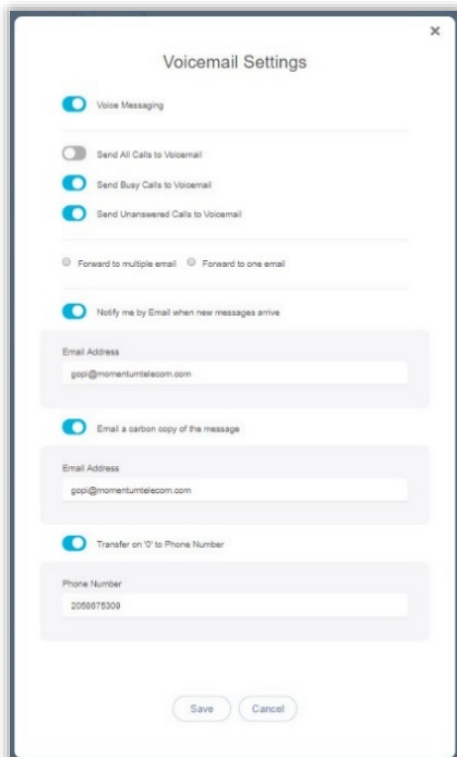 Voicemail Settings
Voice Messaging
Send All Calls to Voicemail
Send Busy Calls to Voicemail
Send Unanswered Calls to Voicemail
Forward to multiple email Forward to one email
Notify me by Email when new messages arrive
Email Address
gopi@momentumtelecom.com
Email a carbon copy of the message
Email Address
gopi@momentumtelecom.com
Transfer on '0' to Phone Number
Phone Number
2058675309
Save Cancel